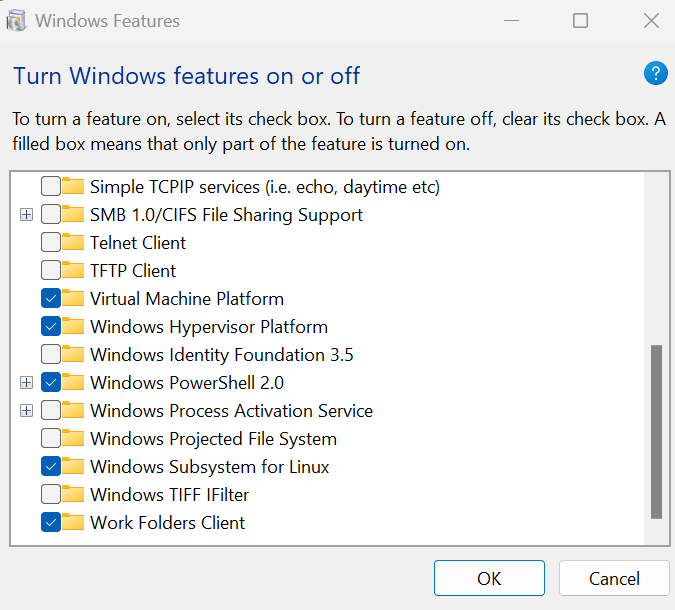 Windows Features
Turn Windows features on or off
?
To turn a feature on, select its check box. To turn a feature off, clear its check box. A
filled box means that only part of the feature is turned on.
Simple TCPIP services (i.e. echo, daytime etc)
SMB 1.0/CIFS File Sharing Support
Telnet Client
TFTP Client
Virtual Machine Platform
Windows Hypervisor Platform
Windows Identity Foundation 3.5
Windows PowerShell 2.0
Windows Process Activation Service
Windows Projected File System
Windows Subsystem for Linux
Windows TIFF IFilter
Work Folders Client
OK Cancel